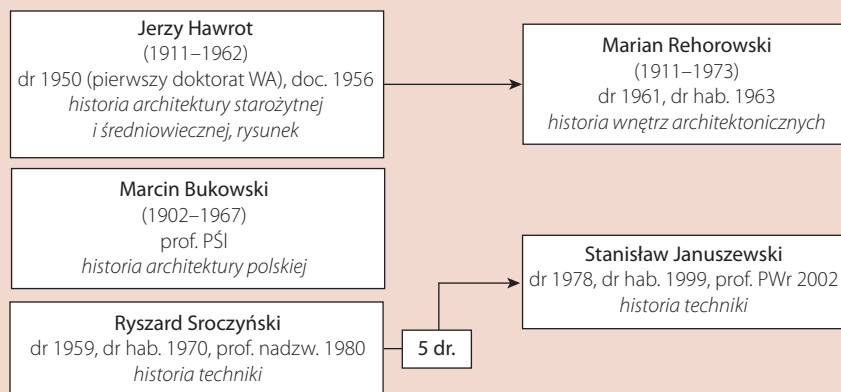 Jerzy Hawrot
(1911–1962)
dr 1950 (pierwszy doktorat WA), doc. 1956
historia architektury starożytnej
i średniowiecznej, rysunek
Marian Rehorowski
(1911–1973)
dr 1961, dr hab. 1963
historia wnętrz architektonicznych
Marcin Bukowski
(1902–1967)
prof. PŚl
historia architektury polskiej
Stanisław Januszewski
dr 1978, dr hab. 1999, prof. PWr 2002
historia techniki
Ryszard Sroczyński
dr 1959, dr hab. 1970, prof. nadzw. 1980
historia techniki
5 dr.